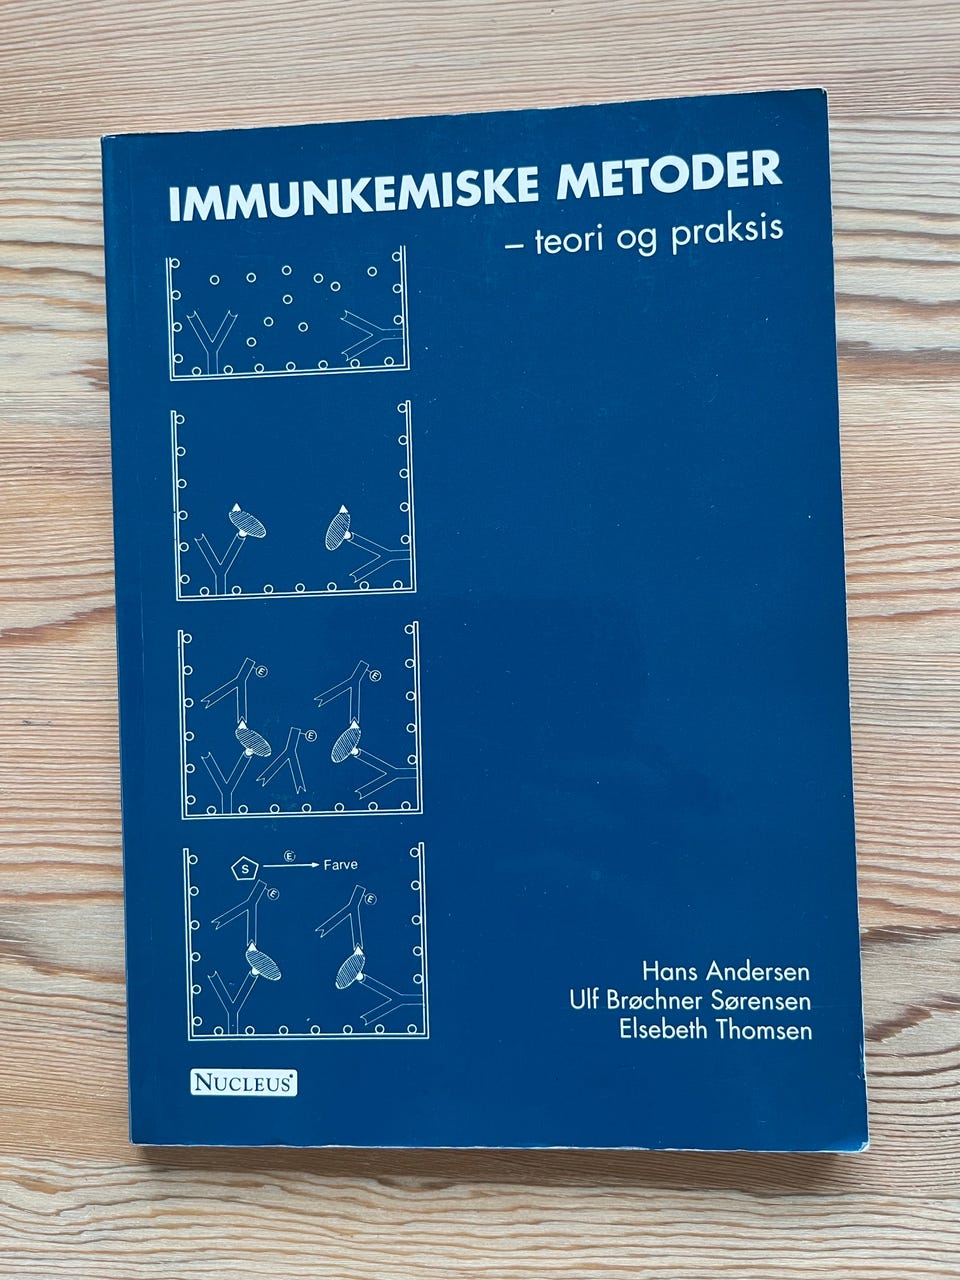 IMMUNKEMISKE METODER
– teori og praksis
E
E
E
S
E
Farve
E
E
Hans Andersen
Ulf Brøchner Sørensen
Elsebeth Thomsen
NUCLEUS